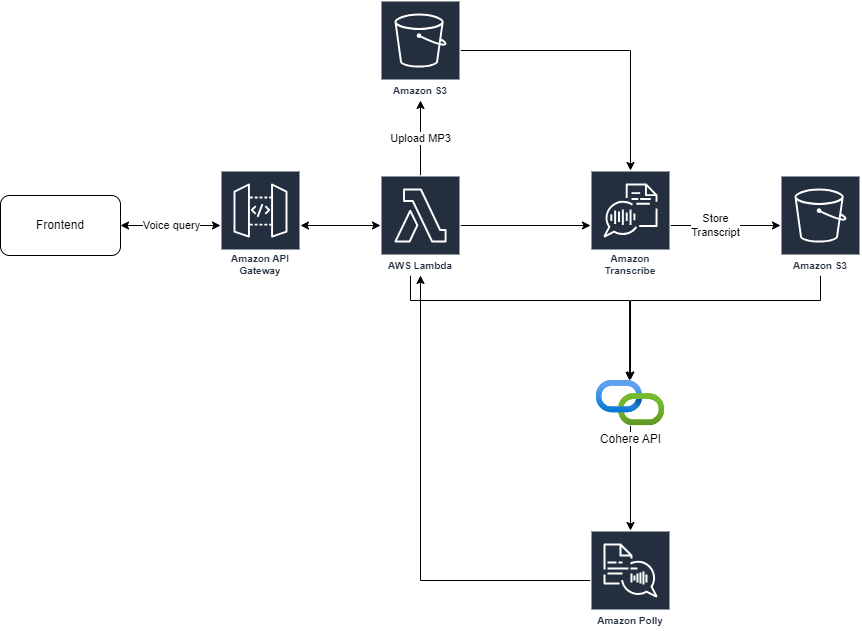 Amazon S3
Upload MP3
Frontend
Voice query
</>
Amazon API
Gateway
AWS Lambda
Amazon
Transcribe
Store
Transcript
Amazon S3
Cohere API
Amazon Polly